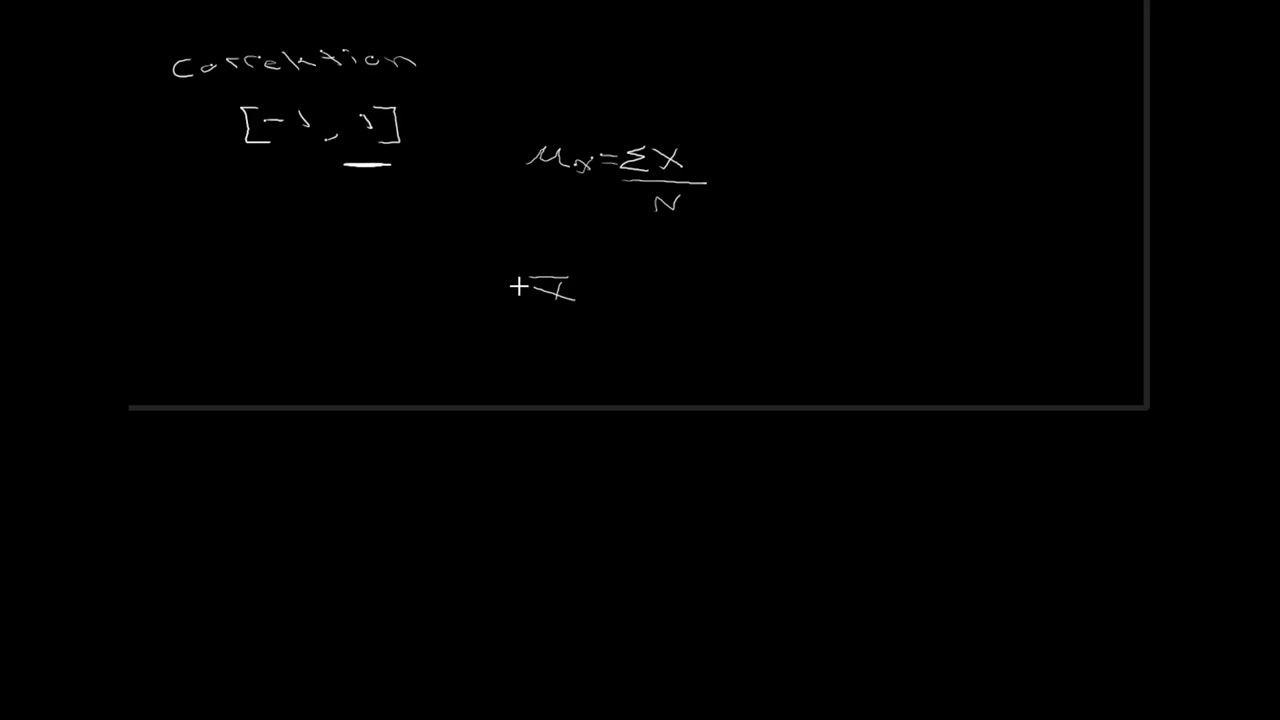 Correlation
[-1, 1]
μx = ΣX
N
x̄